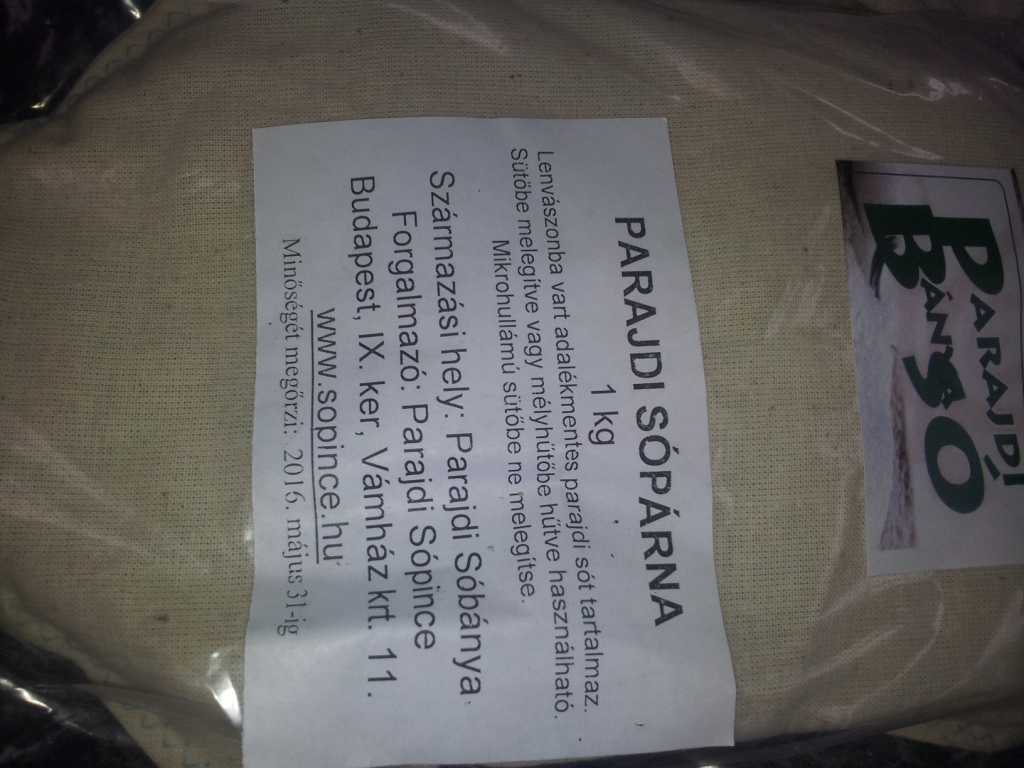 PARAJDI
BÁNYASÓ
PARAJDI SÓPÁRNA
1 kg
Lenvászonba vart adalékmentes parajdi sót tartalmaz.
Sütőbe melegítve vagy mélyhűtőbe hűtve használható.
Mikrohullámú sütőbe ne melegítse.
Származási hely: Parajdi Sóbánya
Forgalmazó: Parajdi Sópince
Budapest, IX. ker, Vámház krt. 11.
www.sopince.hu
Minőségét megőrzi: 2016. május 31-ig